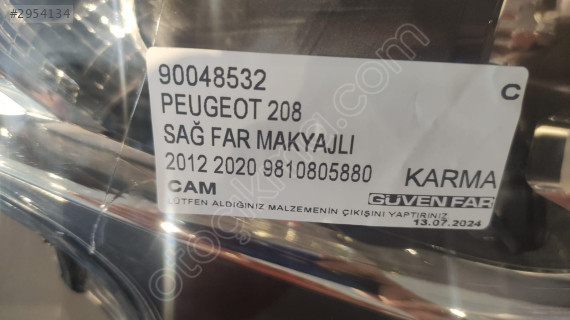 #2954134
90048532 C
PEUGEOT 208
SAĞ FAR MAKYAJLI
2012 2020 9810805880 KARMA
CAM GÜVEN FAR
LÜTFEN ALDIĞINIZ MALZEMENİN ÇIKIŞINI YAPTIRINIZ
13.07.2024